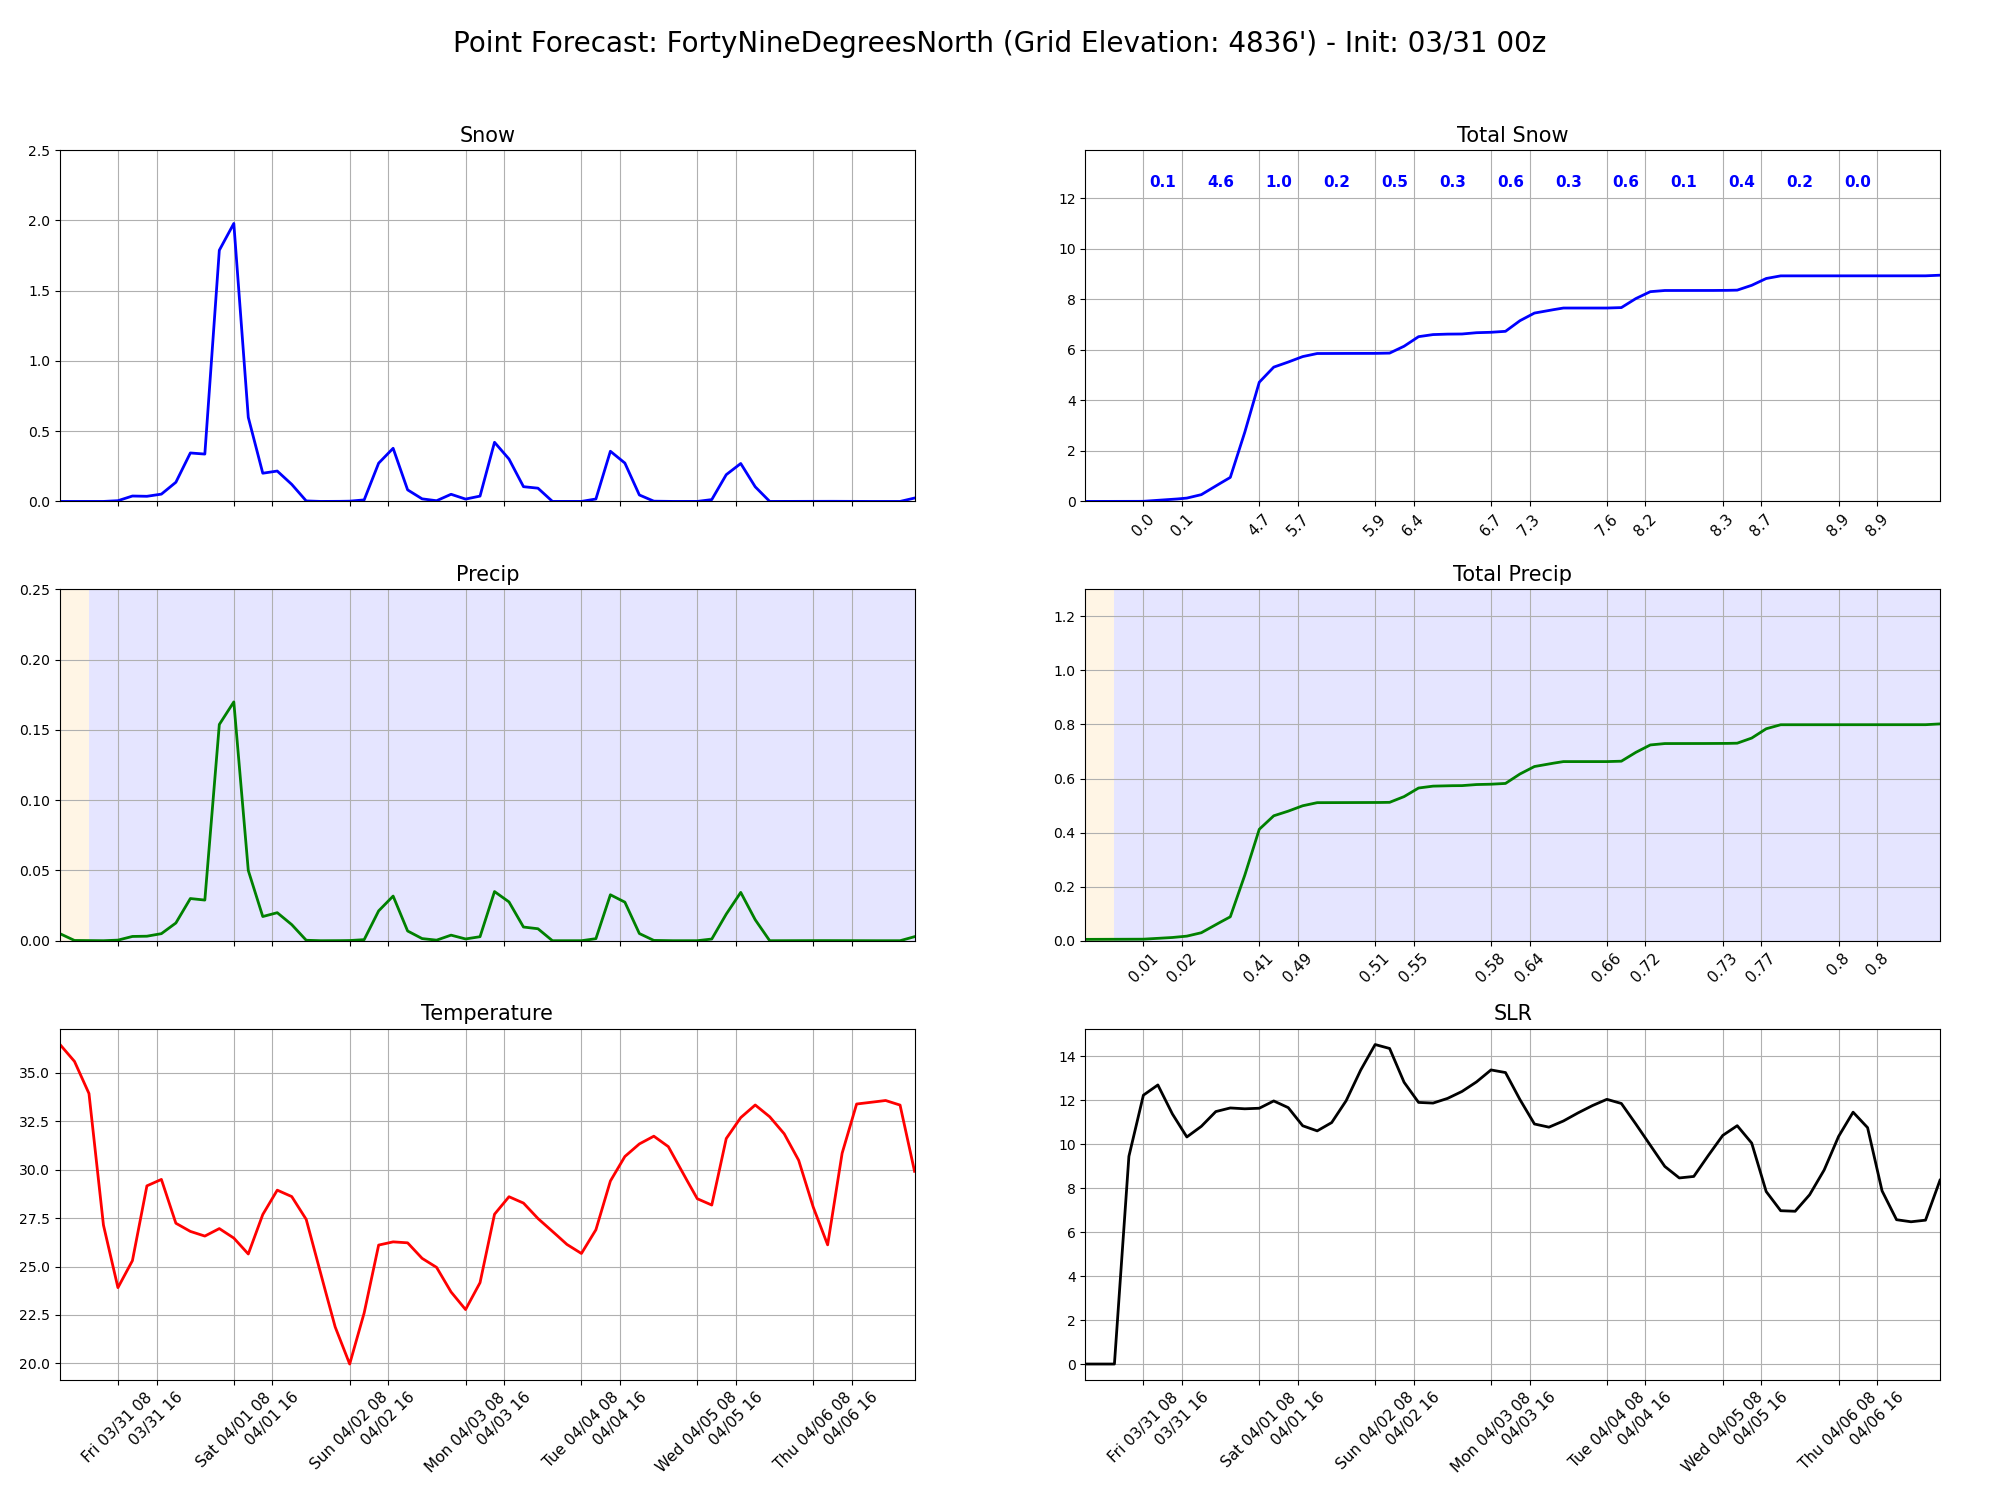 Point Forecast: FortyNineDegreesNorth (Grid Elevation: 4836') - Init: 03/31 00z
Snow
2.5
2.0
1.5
1.0
0.5
0.0
Total Snow
0.1 4.6 1.0 0.2 0.5 0.3 0.6 0.3 0.6 0.1 0.4 0.2 0.0
12
10
8
6
4
2
0
0.0 0.1 4.7 5.7 5.9 6.4 6.7 7.3 7.6 8.2 8.3 8.7 8.9 8.9
Precip
0.25
0.20
0.15
0.10
0.05
0.00
Total Precip
1.2
1.0
0.8
0.6
0.4
0.2
0.0
0.01 0.02 0.41 0.49 0.51 0.55 0.58 0.64 0.66 0.72 0.73 0.77 0.8 0.8
Temperature
35.0
32.5
30.0
27.5
25.0
22.5
20.0
Fri 03/31 08
03/31 16
Sat 04/01 08
04/01 16
Sun 04/02 08
04/02 16
Mon 04/03 08
04/03 16
Tue 04/04 08
04/04 16
Wed 04/05 08
04/05 16
Thu 04/06 08
04/06 16
SLR
14
12
10
8
6
4
2
0
Fri 03/31 08
03/31 16
Sat 04/01 08
04/01 16
Sun 04/02 08
04/02 16
Mon 04/03 08
04/03 16
Tue 04/04 08
04/04 16
Wed 04/05 08
04/05 16
Thu 04/06 08
04/06 16